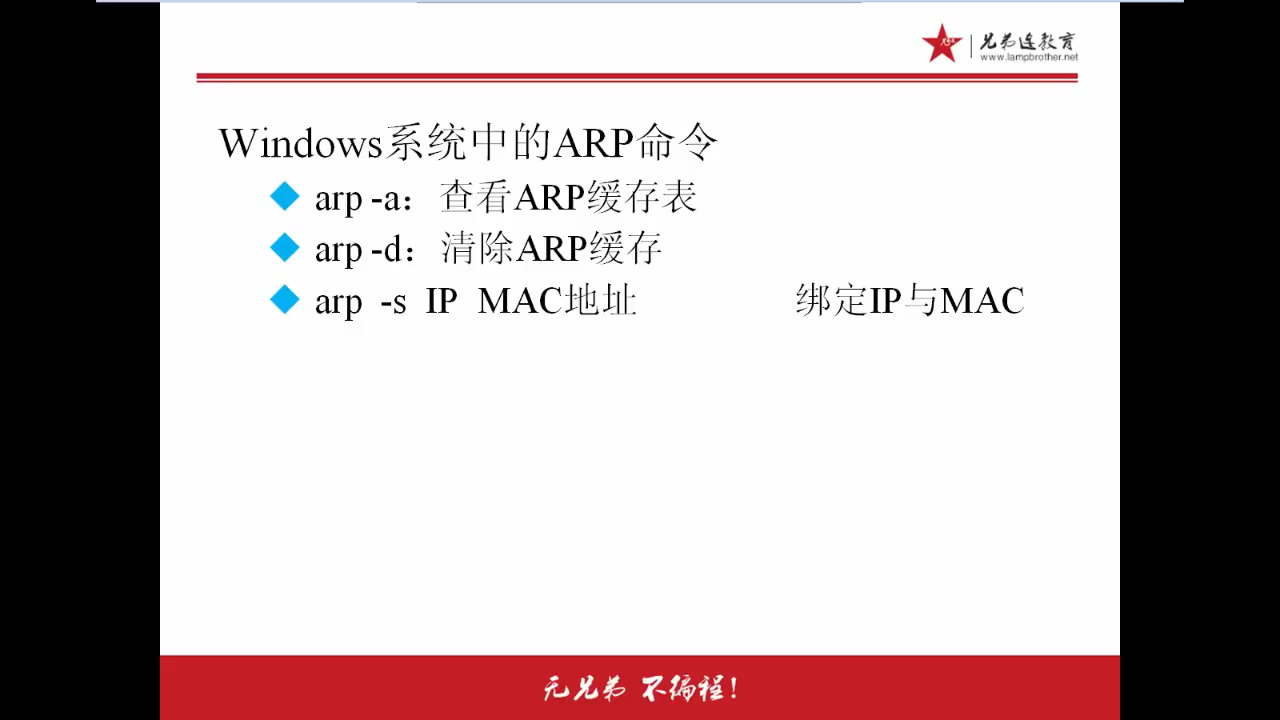 兄弟连教育
www.lampbrother.net
Windows系统中的ARP命令
arp -a： 查看ARP缓存表
arp -d： 清除ARP缓存
arp -s IP MAC地址 绑定IP与MAC
无兄弟 不编程！